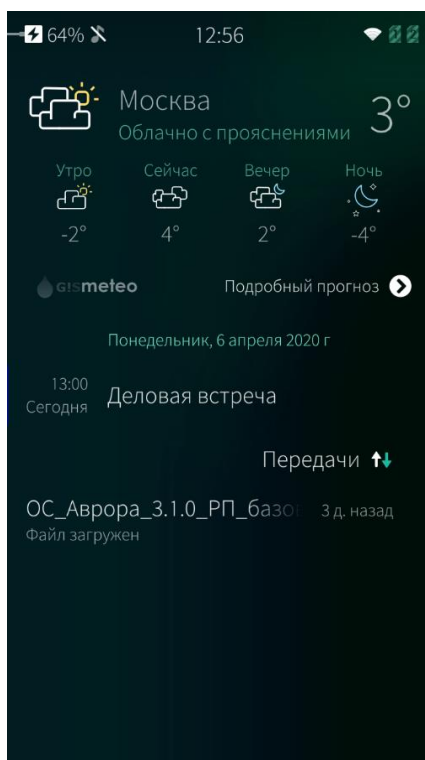 64% 12:56
Москва 3°
Облачно с прояснениями
Утро Сейчас Вечер Ночь
-2° 4° 2° -4°
GISmeteo Подробный прогноз
Понедельник, 6 апреля 2020 г
13:00 Деловая встреча
Сегодня
Передачи
ОС_Аврора_3.1.0_РП_базо 3 д. назад
Файл загружен